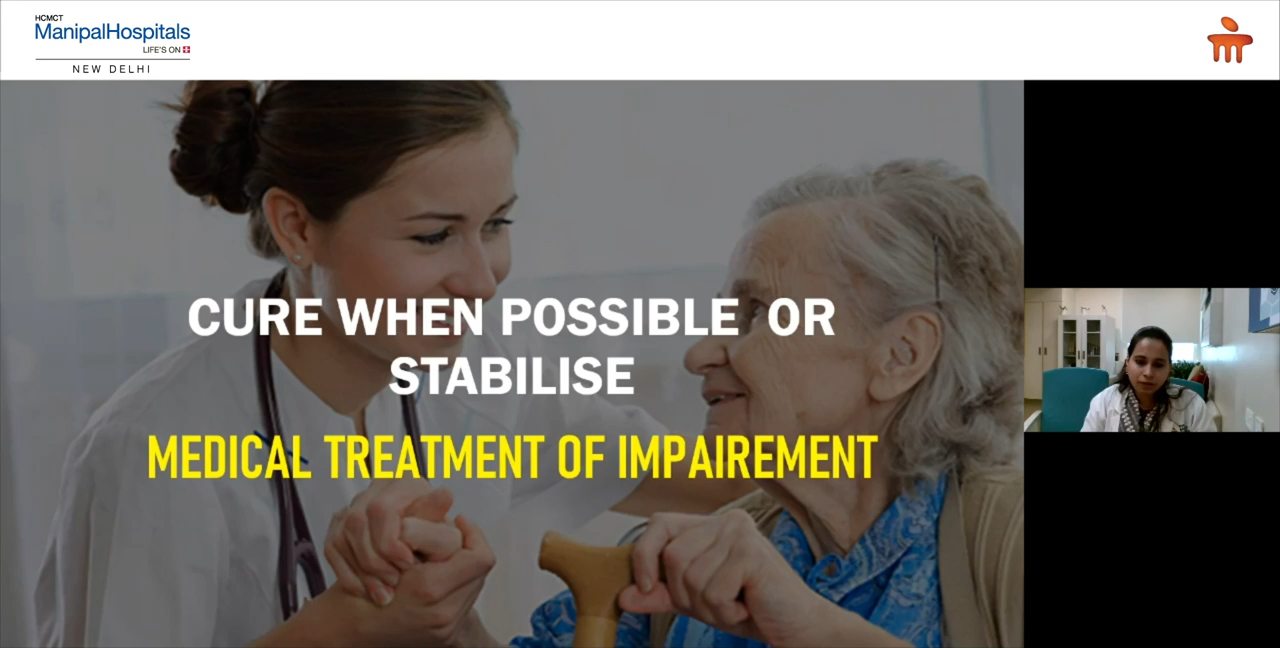 HCMCT
ManipalHospitals
LIFE'S ON
NEW DELHI
CURE WHEN POSSIBLE OR
STABILISE
MEDICAL TREATMENT OF IMPAIREMENT